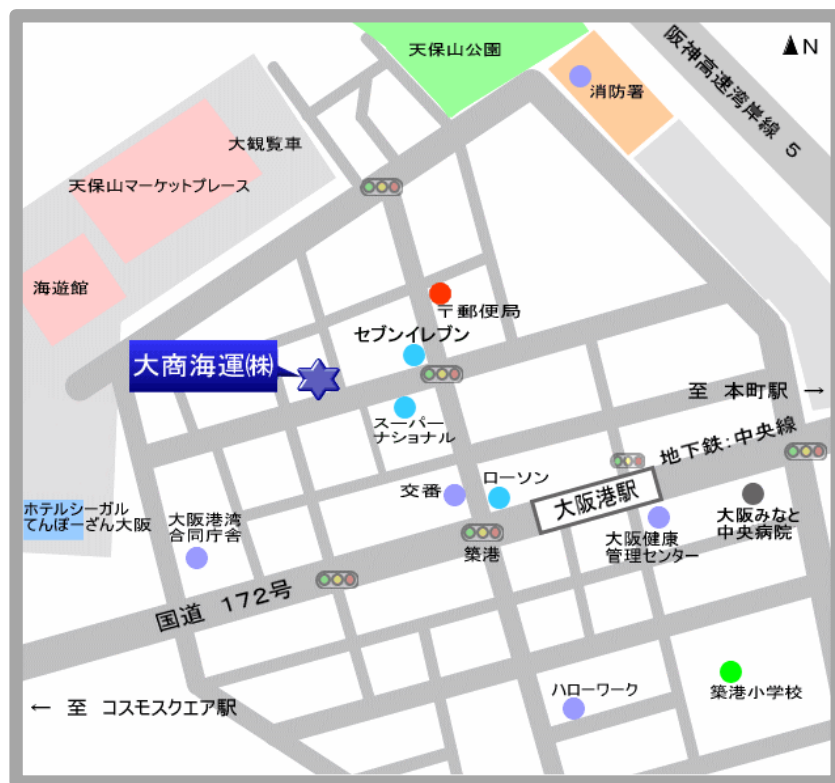 天保山公園
N
消防署
阪神高速湾岸線 5
大観覧車
天保山マーケットプレース
海遊館
〒郵便局
セブンイレブン
大商海運㈱
至 本町駅 →
スーパー
ナショナル
地下鉄:中央線
交番
ローソン
大阪港駅
ホテルシーガル
てんぽーざん大阪
大阪港湾
合同庁舎
大阪みなと
中央病院
大阪健康
管理センター
築港
国道 172号
ハローワーク
築港小学校
← 至 コスモスクエア駅